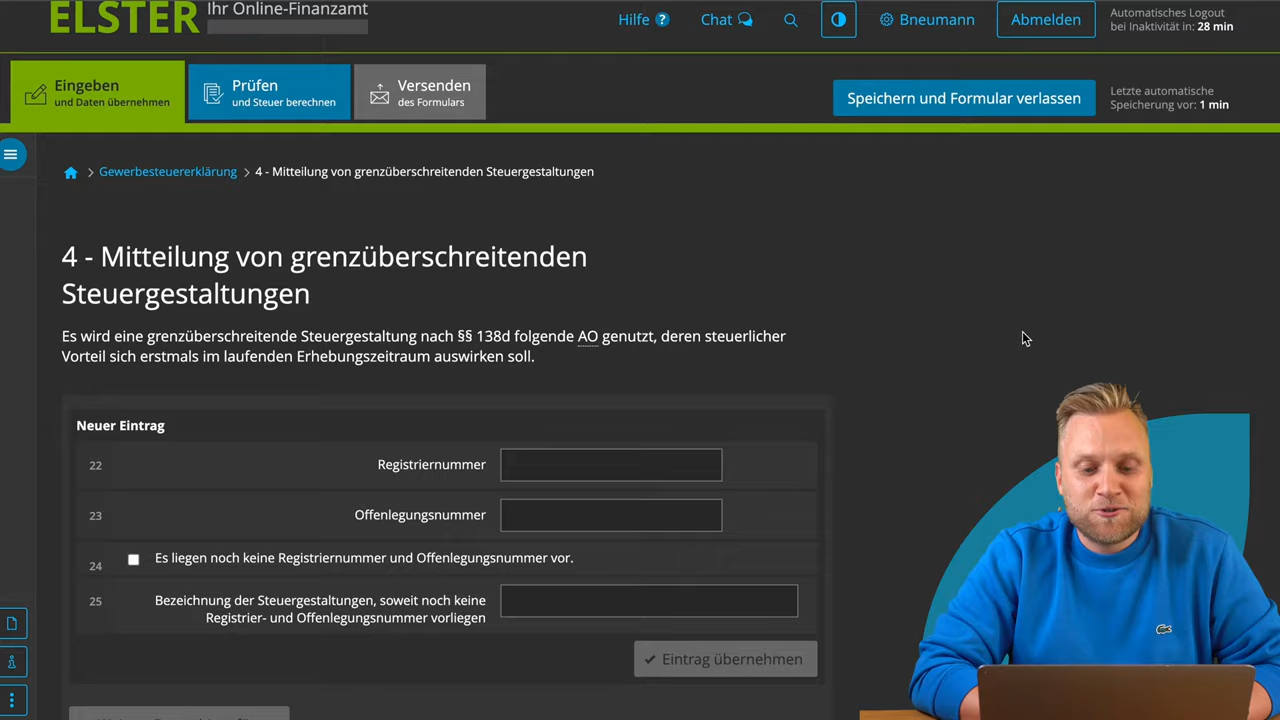 ELSTER
Ihr Online-Finanzamt
Hilfe ?
Chat
Bneumann
Abmelden
Automatisches Logout
bei Inaktivität in: 28 min
Eingeben
und Daten übernehmen
Prüfen
und Steuer berechnen
Versenden
des Formulars
Speichern und Formular verlassen
Letzte automatische
Speicherung vor: 1 min
Gewerbesteuererklärung > 4 - Mitteilung von grenzüberschreitenden Steuergestaltungen
4 - Mitteilung von grenzüberschreitenden
Steuergestaltungen
Es wird eine grenzüberschreitende Steuergestaltung nach §§ 138d folgende AO genutzt, deren steuerlicher
Vorteil sich erstmals im laufenden Erhebungszeitraum auswirken soll.
Neuer Eintrag
22 Registriernummer
23 Offenlegungsnummer
24 Es liegen noch keine Registriernummer und Offenlegungsnummer vor.
25 Bezeichnung der Steuergestaltungen, soweit noch keine
Registrier- und Offenlegungsnummer vorliegen
Eintrag übernehmen